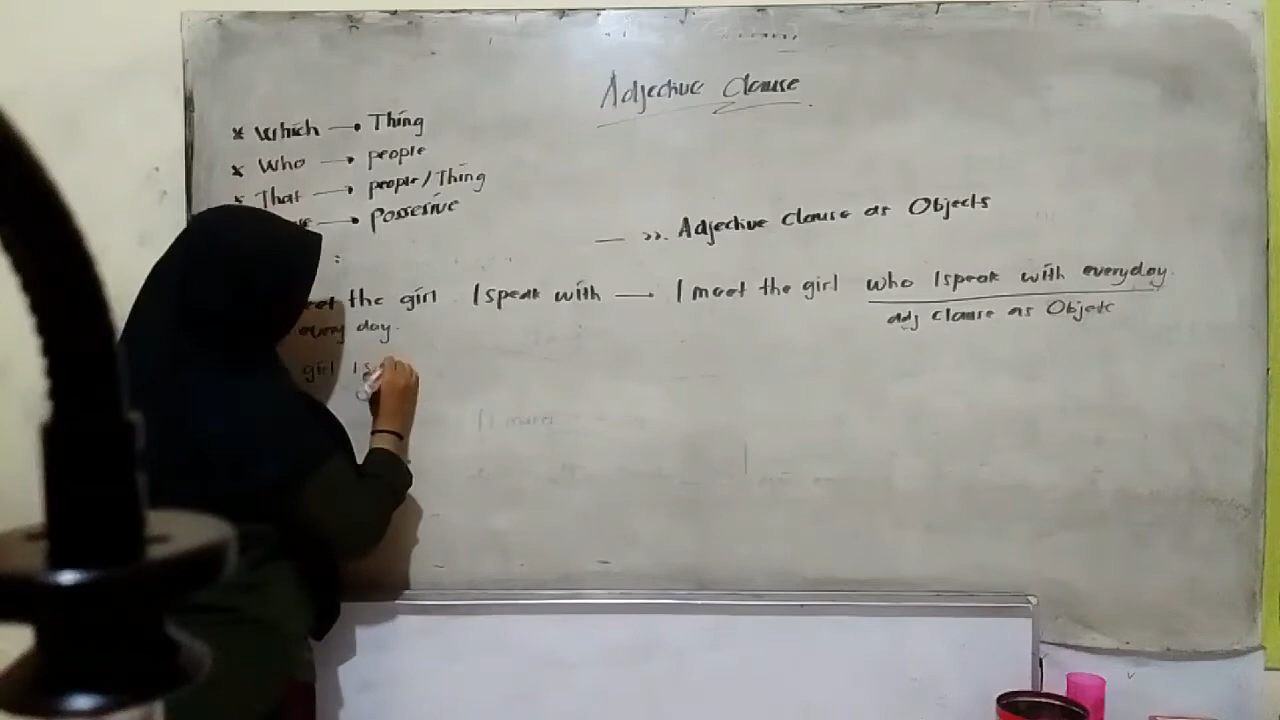 Adjective Clause
* Which → Thing
* Who → people
* That → people/Thing
→ possesive
— >>. Adjective clause as Objects
:
the girl I speak with → I meet the girl who I speak with everyday.
every day.
adj clause as Objek
girl I s